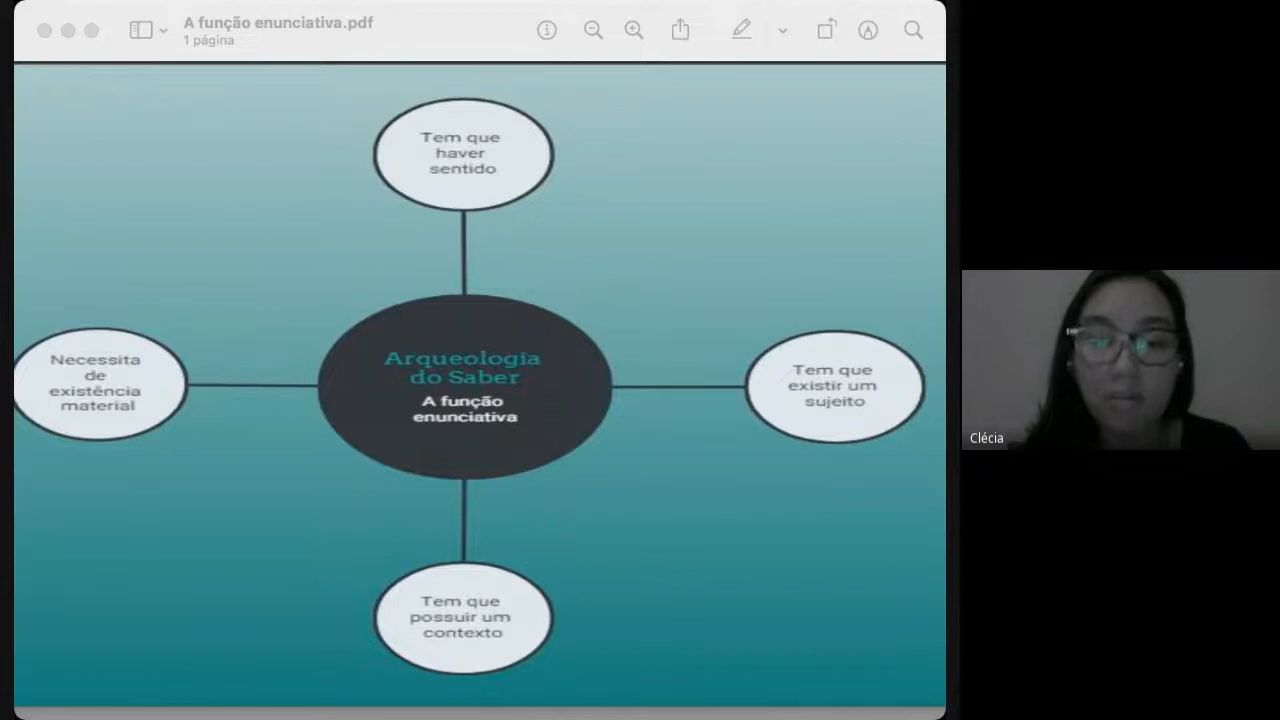 A função enunciativa.pdf
1 página
Tem que
haver
sentido
Necessita
de
existência
material
Arqueologia
do Saber
A função
enunciativa
Tem que
existir um
sujeito
Tem que
possuir um
contexto
Clécia